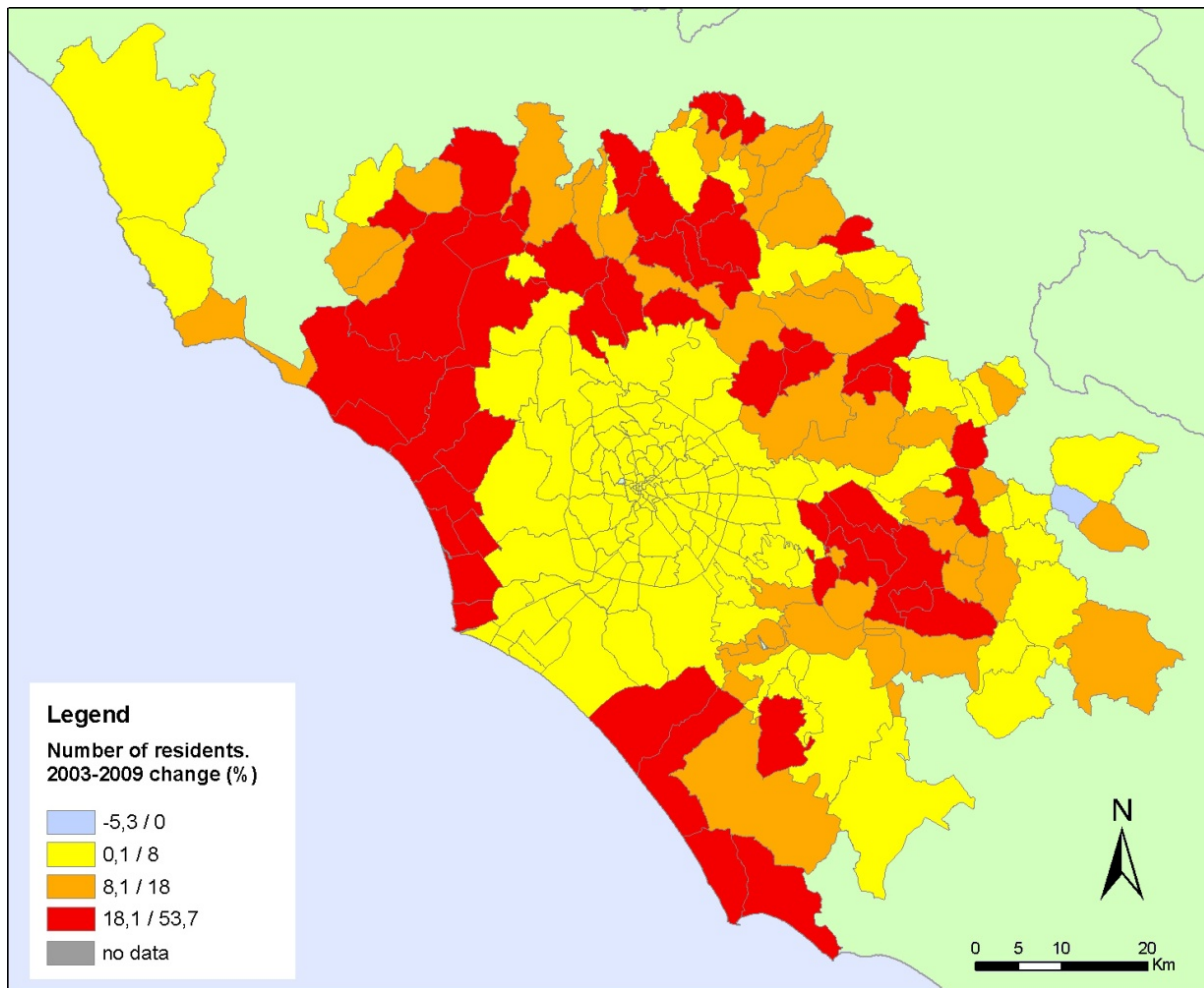 Legend
Number of residents.
2003-2009 change (%)
-5,3 / 0
0,1 / 8
8,1 / 18
18,1 / 53,7
no data
N
0 5 10 20
Km